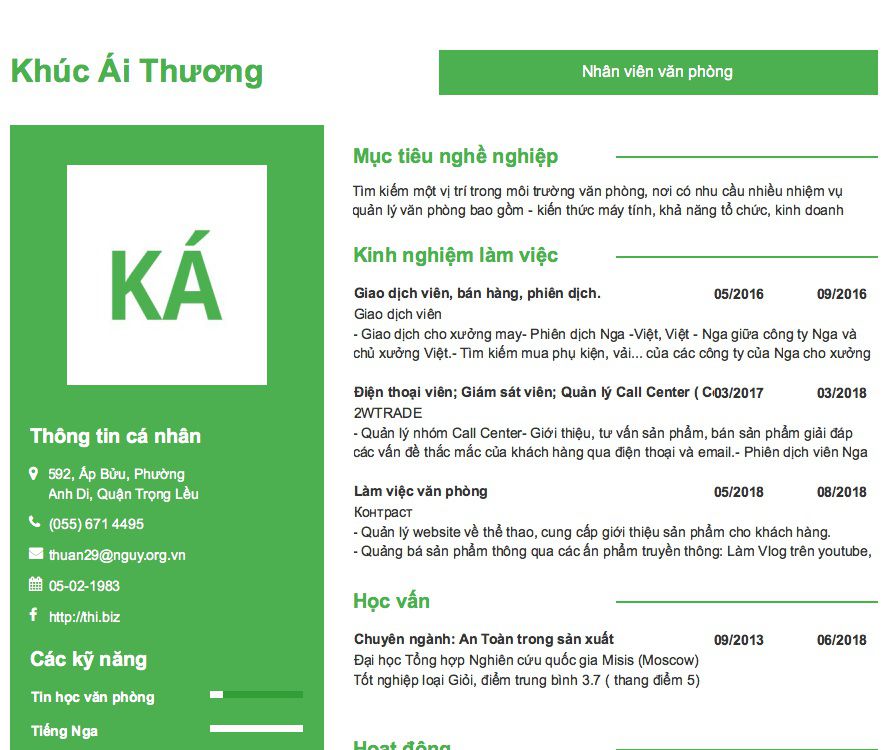 Khúc Ái Thương
Nhân viên văn phòng
KÁ
Thông tin cá nhân
592, Ấp Bửu, Phường
Anh Di, Quận Trọng Lều
(055) 671 4495
thuan29@nguy.org.vn
05-02-1983
http://thi.biz
Các kỹ năng
Tin học văn phòng
Tiếng Nga
Mục tiêu nghề nghiệp
Tìm kiếm một vị trí trong môi trường văn phòng, nơi có nhu cầu nhiều nhiệm vụ
quản lý văn phòng bao gồm - kiến thức máy tính, khả năng tổ chức, kinh doanh
Kinh nghiệm làm việc
Giao dịch viên, bán hàng, phiên dịch. 05/2016 09/2016
Giao dịch viên
- Giao dịch cho xưởng may- Phiên dịch Nga -Việt, Việt - Nga giữa công ty Nga và
chủ xưởng Việt.- Tìm kiếm mua phụ kiện, vải... của các công ty của Nga cho xưởng
Điện thoại viên; Giám sát viên; Quản lý Call Center ( 03/2017 03/2018
2WTRADE
- Quản lý nhóm Call Center- Giới thiệu, tư vấn sản phẩm, bán sản phẩm giải đáp
các vấn đề thắc mắc của khách hàng qua điện thoại và email.- Phiên dịch viên Nga
Làm việc văn phòng 05/2018 08/2018
Контраст
- Quản lý website về thể thao, cung cấp giới thiệu sản phẩm cho khách hàng.
- Quảng bá sản phẩm thông qua các ấn phẩm truyền thông: Làm Vlog trên youtube,
Học vấn
Chuyên ngành: An Toàn trong sản xuất 09/2013 06/2018
Đại học Tổng hợp Nghiên cứu quốc gia Misis (Moscow)
Tốt nghiệp loại Giỏi, điểm trung bình 3.7 ( thang điểm 5)
Hoạt động